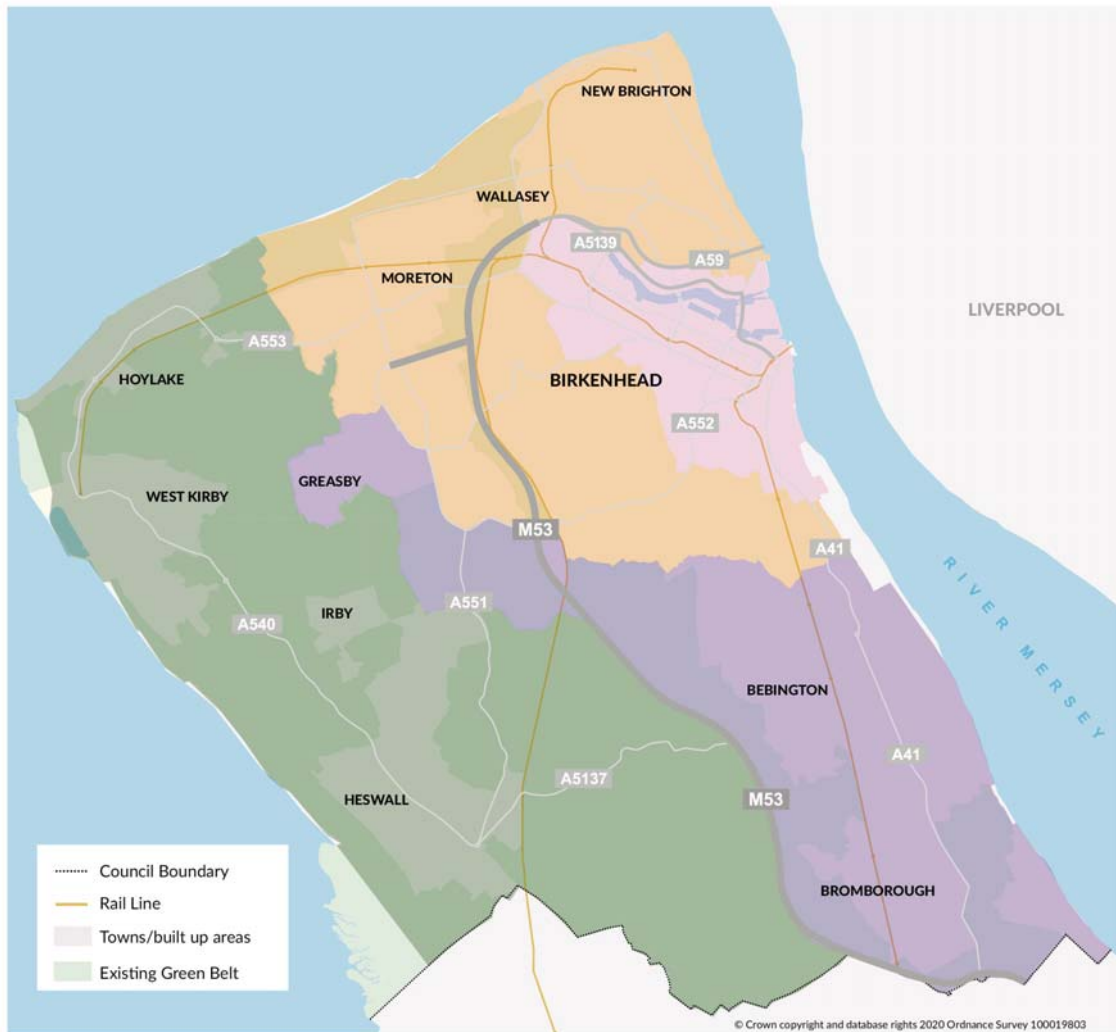 NEW BRIGHTON
WALLASEY
A5139
A59
MORETON
LIVERPOOL
A553
HOYLAKE
BIRKENHEAD
A552
GREASBY
WEST KIRBY
M53
A41
RIVER MERSEY
A551
IRBY
A540
BEBINGTON
A41
A5137
HESWALL
M53
BROMBOROUGH
Council Boundary
Rail Line
Towns/built up areas
Existing Green Belt
© Crown copyright and database rights 2020 Ordnance Survey 100019803